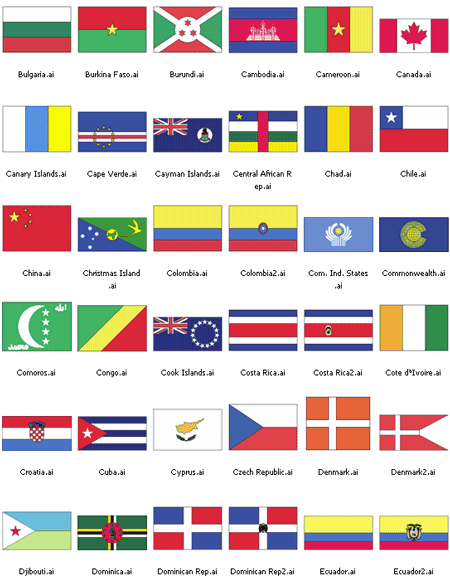 Bulgaria.ai
Burkina Faso.ai
Burundi.ai
Cambodia.ai
Cameroon.ai
Canada.ai
Canary Islands.ai
Cape Verde.ai
Cayman Islands.ai
Central African R
ep.ai
Chad.ai
Chile.ai
China.ai
Christmas Island
.ai
Colombia.ai
Colombia2.ai
Com. Ind. States
.ai
Commonwealth.ai
الله
محمد
Comoros.ai
Congo.ai
Cook Islands.ai
Costa Rica.ai
Costa Rica2.ai
Cote dªIvoire.ai
Croatia.ai
Cuba.ai
Cyprus.ai
Czech Republic.ai
Denmark.ai
Denmark2.ai
Djibouti.ai
Dominica.ai
Dominican Rep.ai
Dominican Rep2.ai
Ecuador.ai
Ecuador2.ai